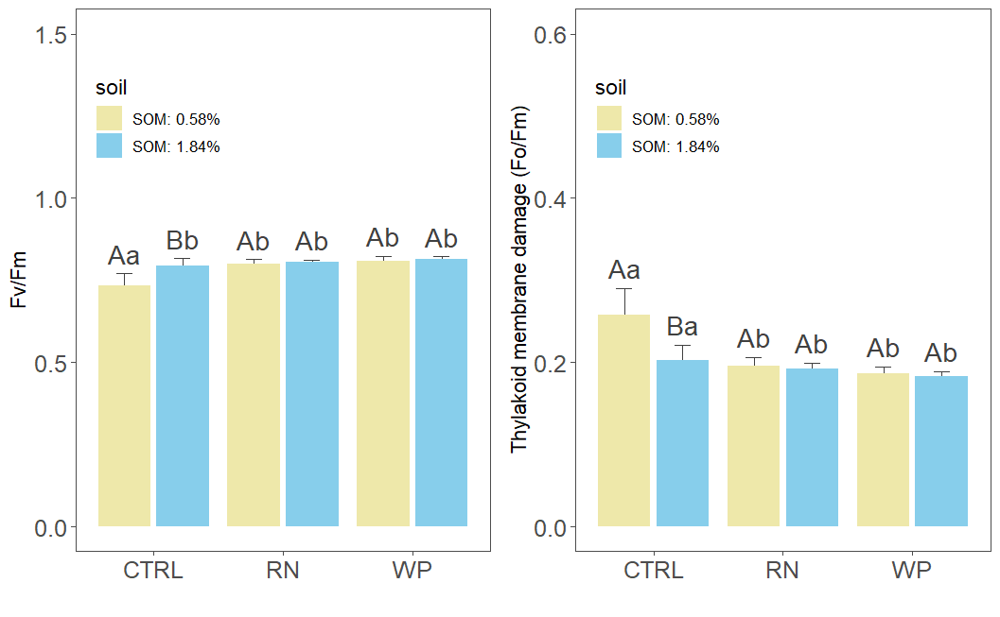 Fv/Fm
1.5
1.0
0.5
0.0
soil
SOM: 0.58%
SOM: 1.84%
Aa
Bb
Ab
Ab
Ab
Ab
CTRL
RN
WP
Thylakoid membrane damage (Fo/Fm)
0.6
0.4
0.2
0.0
soil
SOM: 0.58%
SOM: 1.84%
Aa
Ba
Ab
Ab
Ab
Ab
CTRL
RN
WP